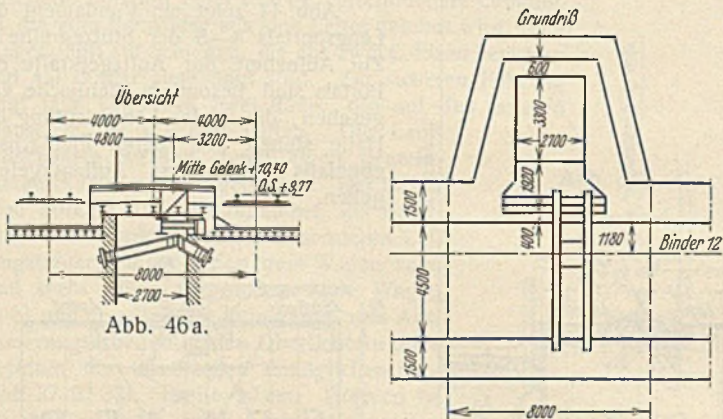 Übersicht
4000 4000
4800 3200
Mitte Gelenk + 10,40
O.S. + 9,77
8000
2700
Abb. 46a.
Grundriß
600
3300
2700
1920
1500
400
1180
Binder 12
4500
1500
8000